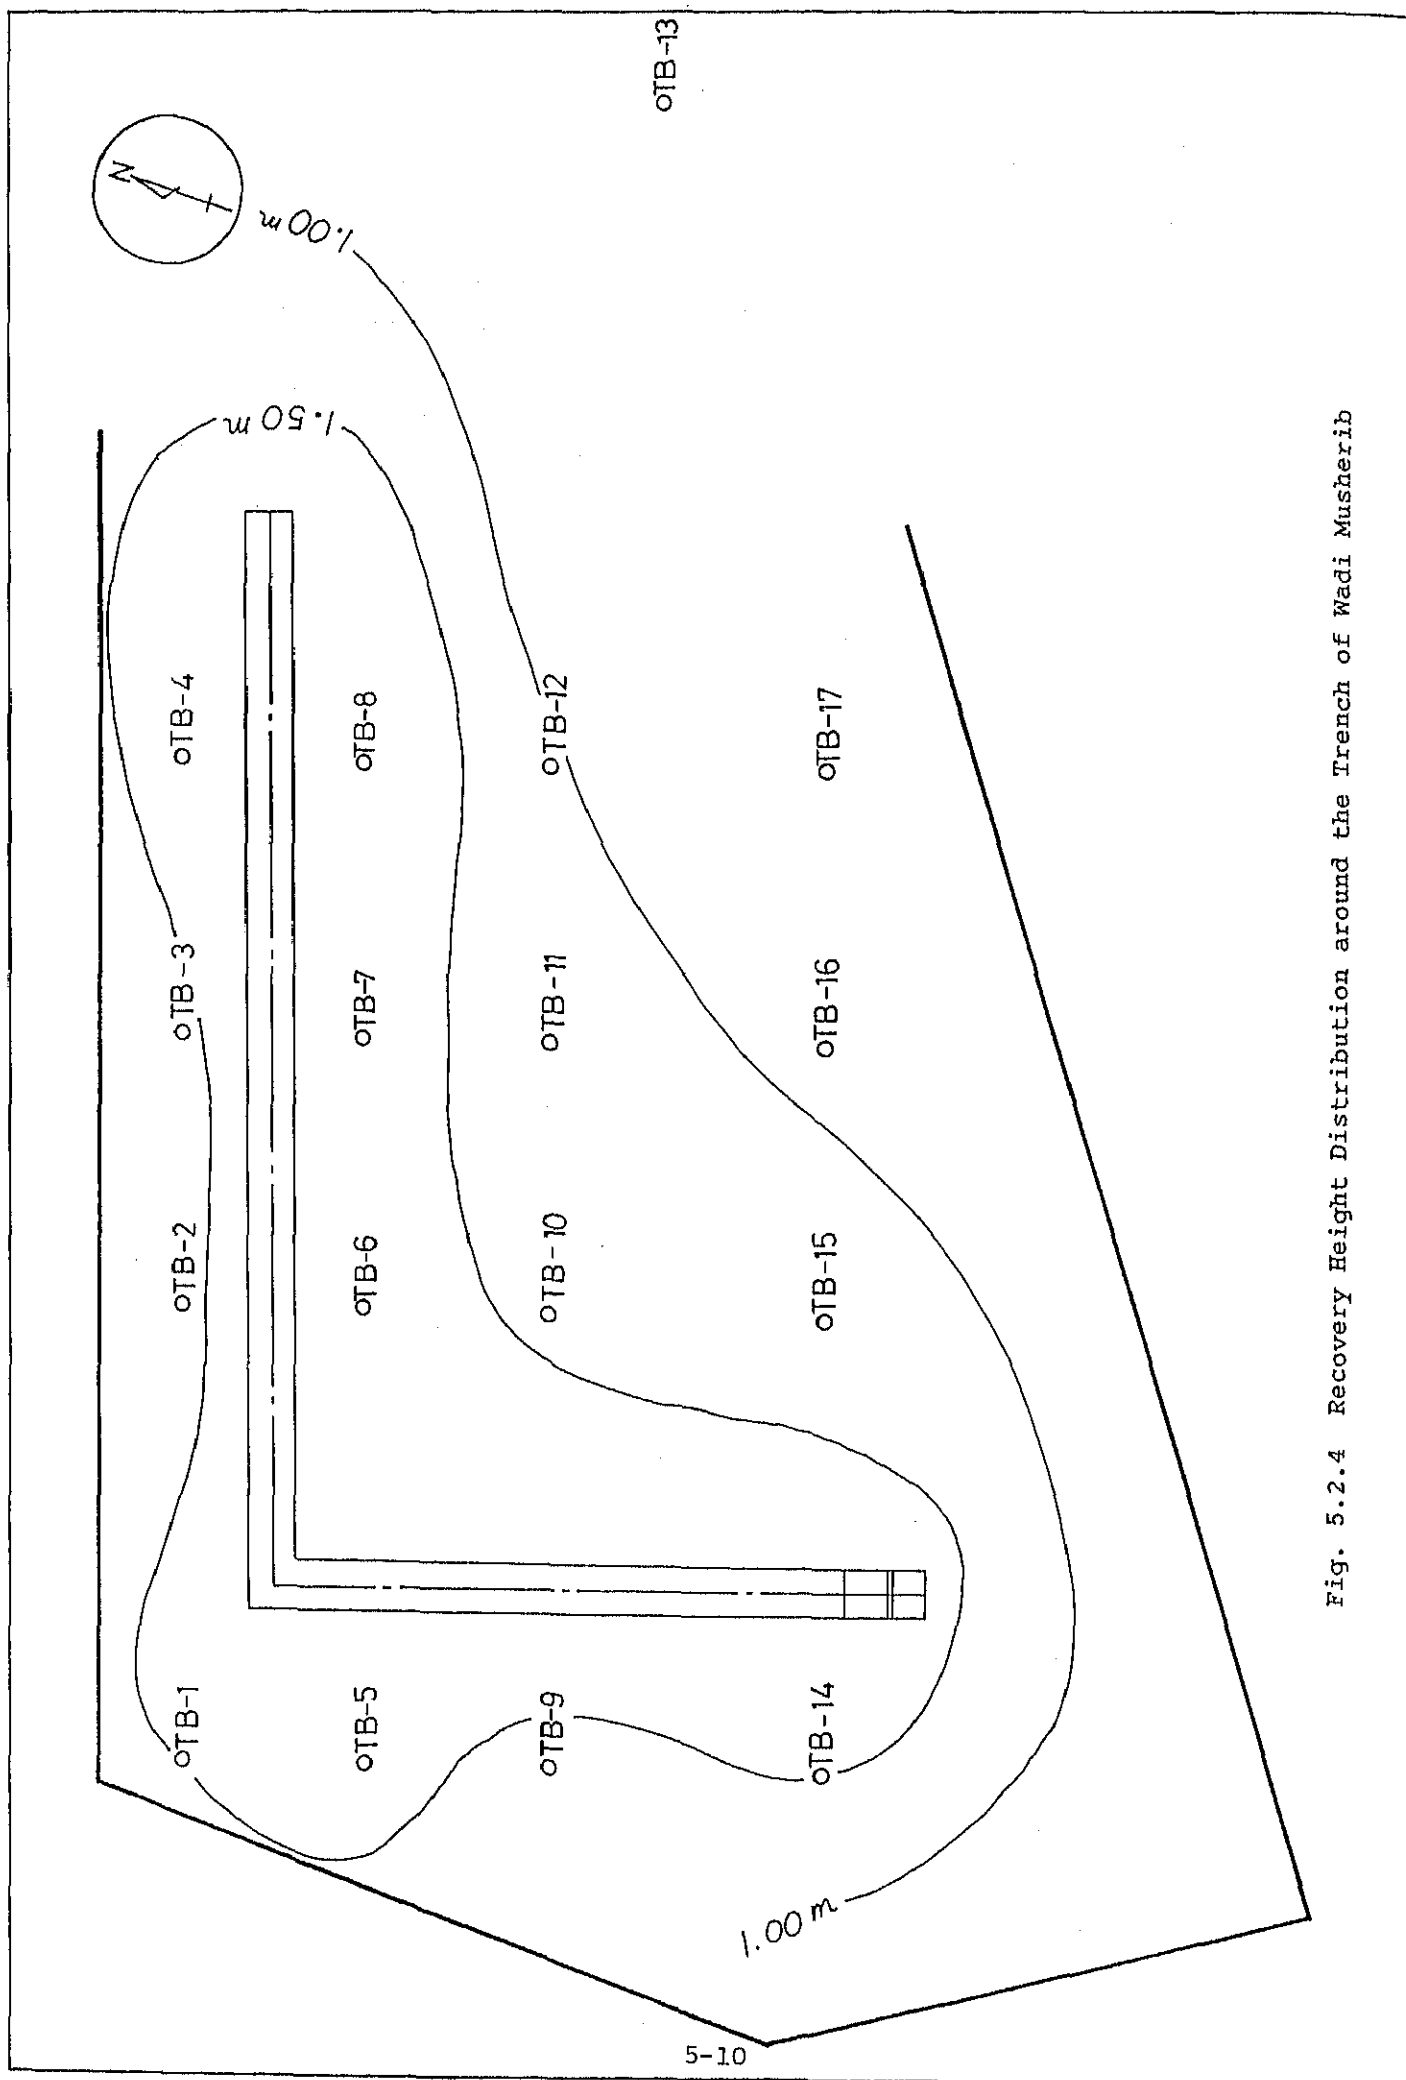 N
1.00 m
1.50 m
oTB-1
oTB-2
oTB-3
oTB-4
oTB-5
oTB-6
oTB-7
oTB-8
oTB-9
oTB-10
oTB-11
oTB-12
oTB-13
oTB-14
oTB-15
oTB-16
oTB-17
1.00 m
Fig. 5.2.4 Recovery Height Distribution around the Trench of Wadi Musherib
5-10